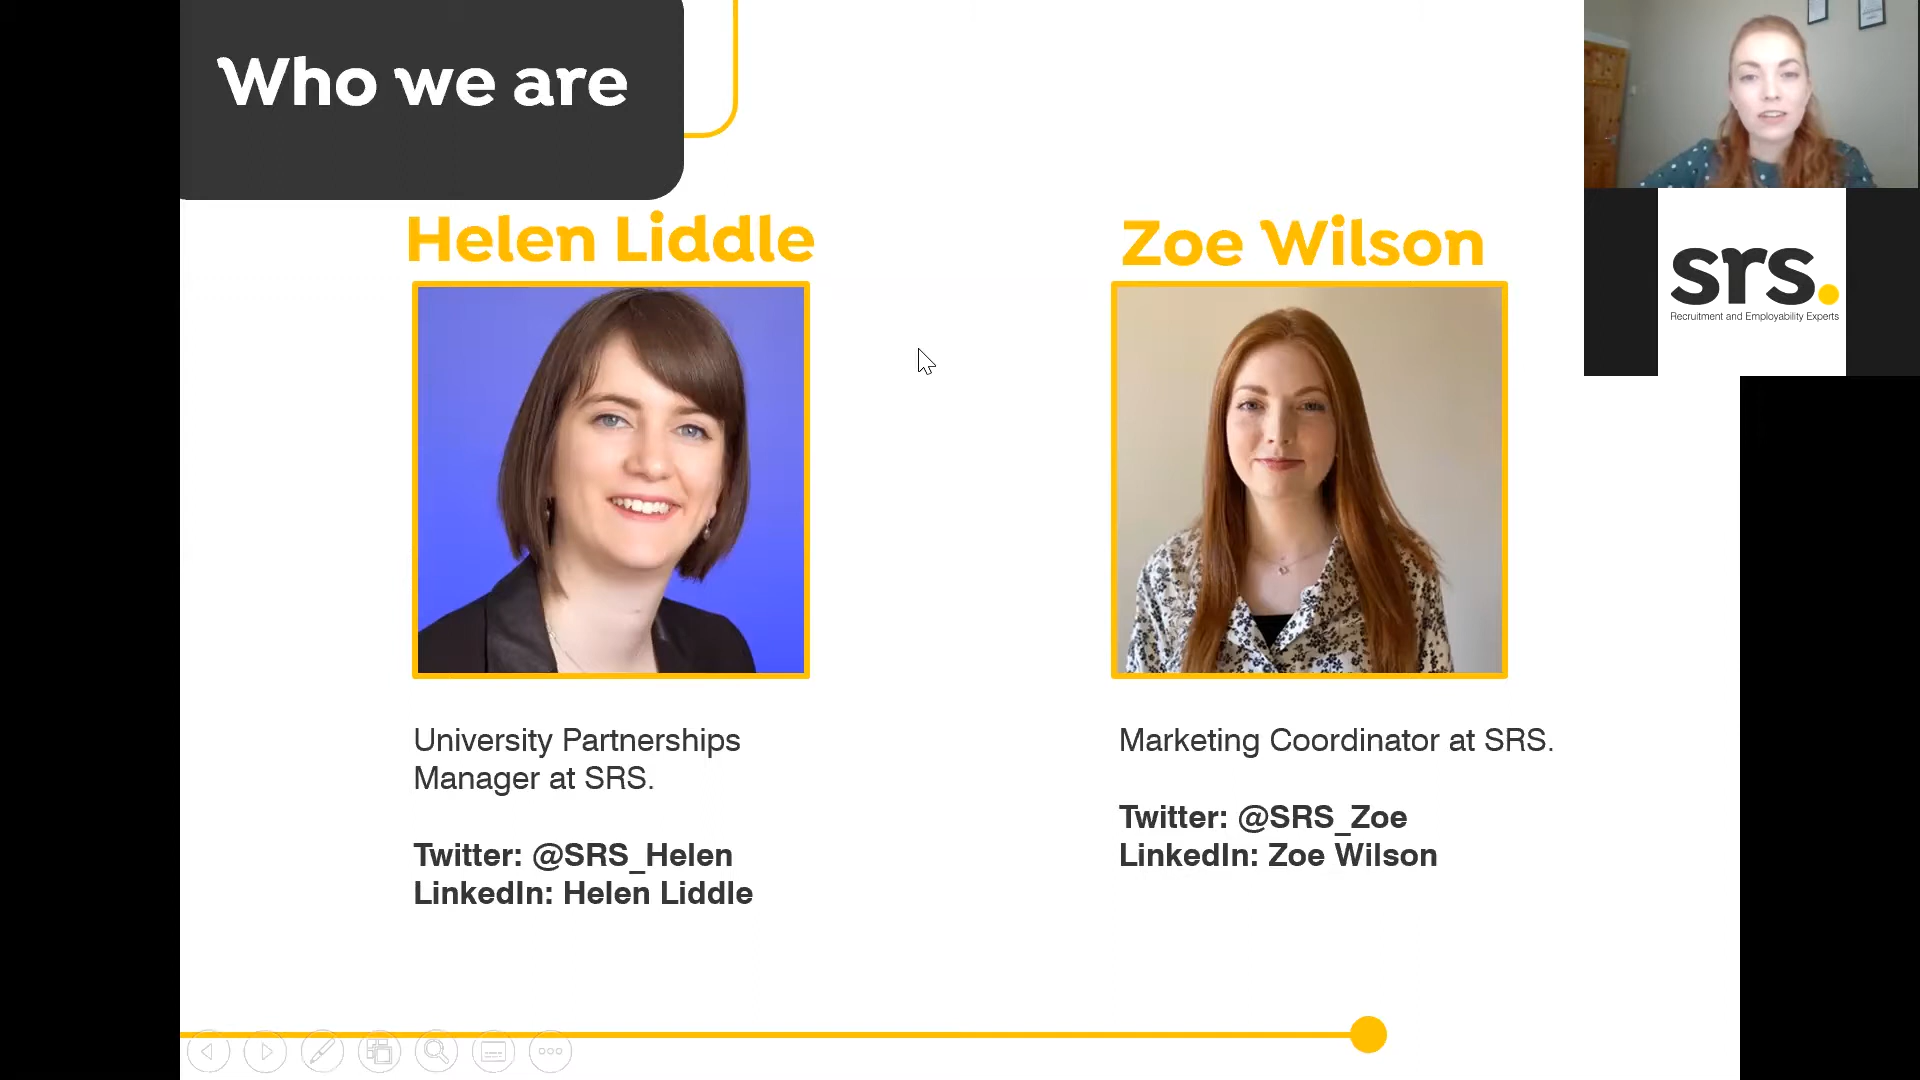 Who we are
Helen Liddle
Zoe Wilson
srs.
Recruitment and Employability Experts
University Partnerships
Manager at SRS.
Twitter: @SRS_Helen
LinkedIn: Helen Liddle
Marketing Coordinator at SRS.
Twitter: @SRS_Zoe
LinkedIn: Zoe Wilson